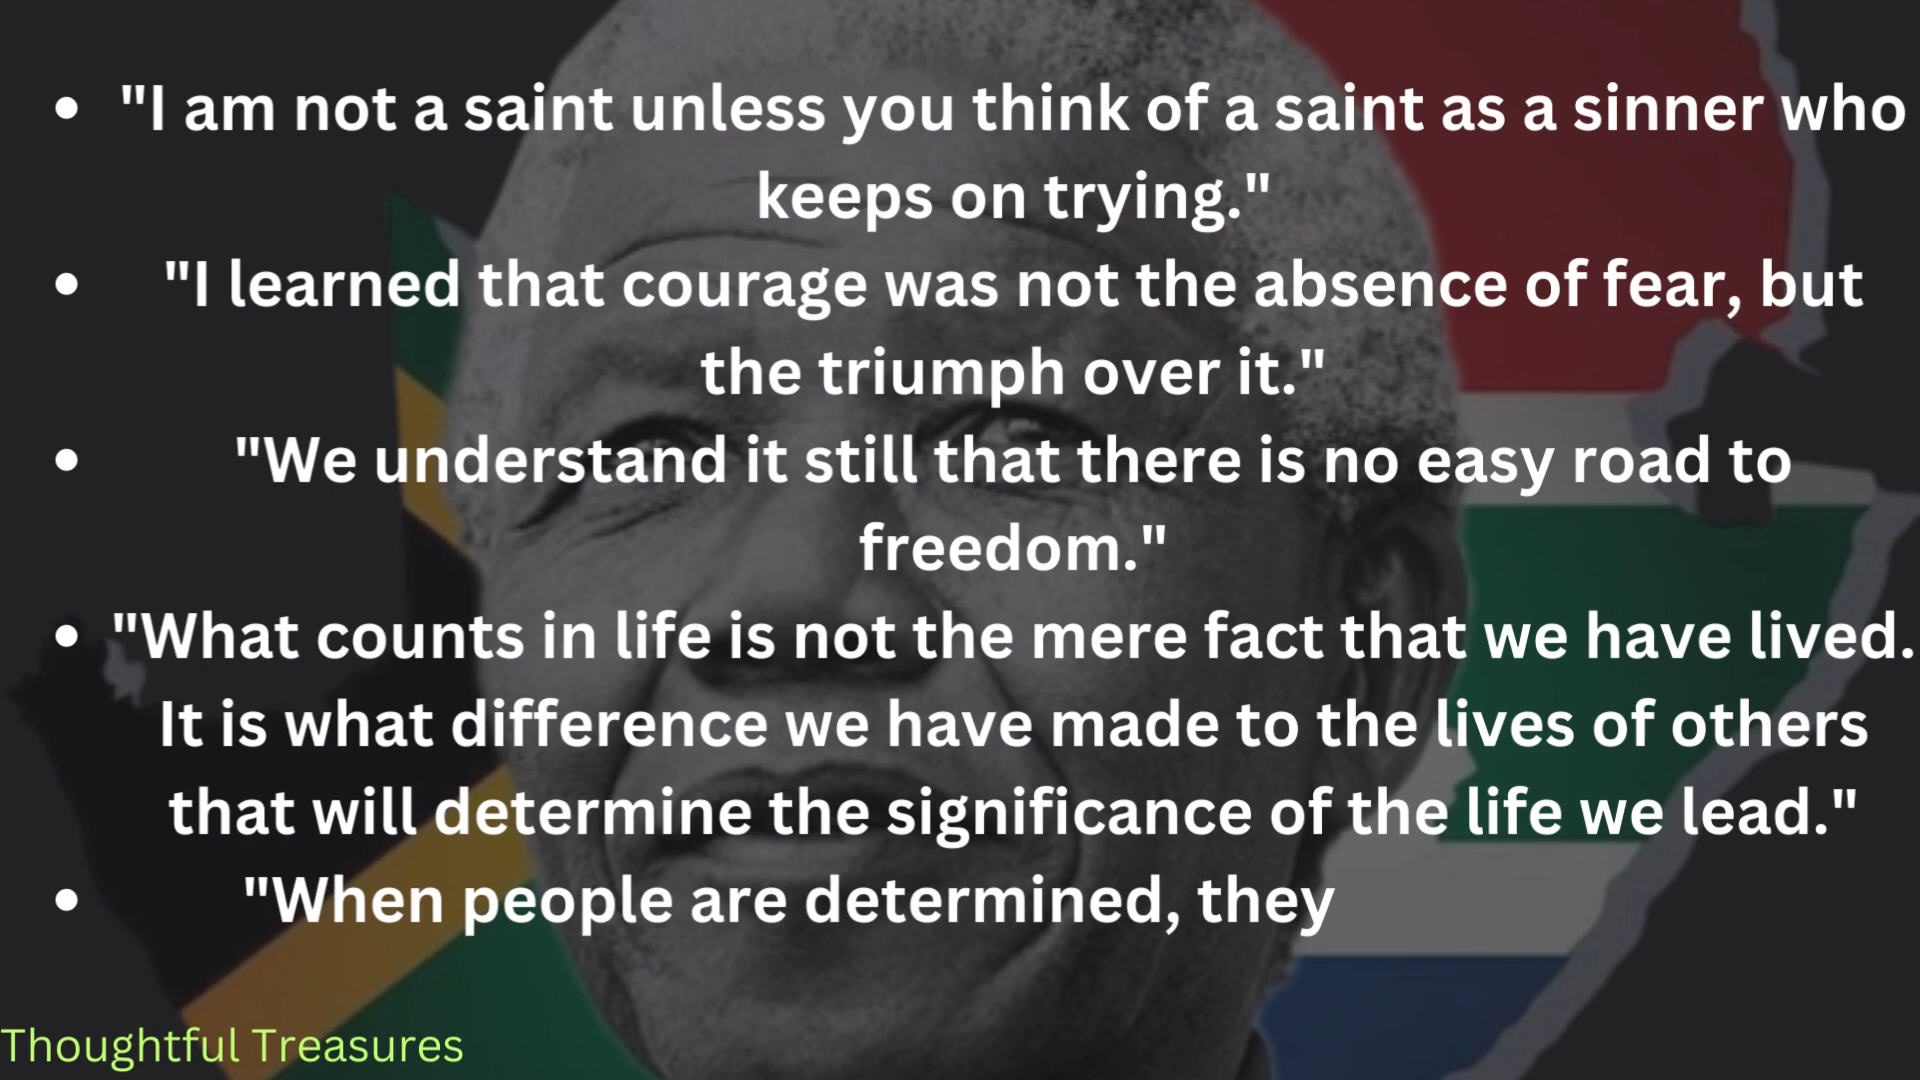 • "I am not a saint unless you think of a saint as a sinner who
keeps on trying."
• "I learned that courage was not the absence of fear, but
the triumph over it."
• "We understand it still that there is no easy road to
freedom."
• "What counts in life is not the mere fact that we have lived.
It is what difference we have made to the lives of others
that will determine the significance of the life we lead."
• "When people are determined, they
Thoughtful Treasures